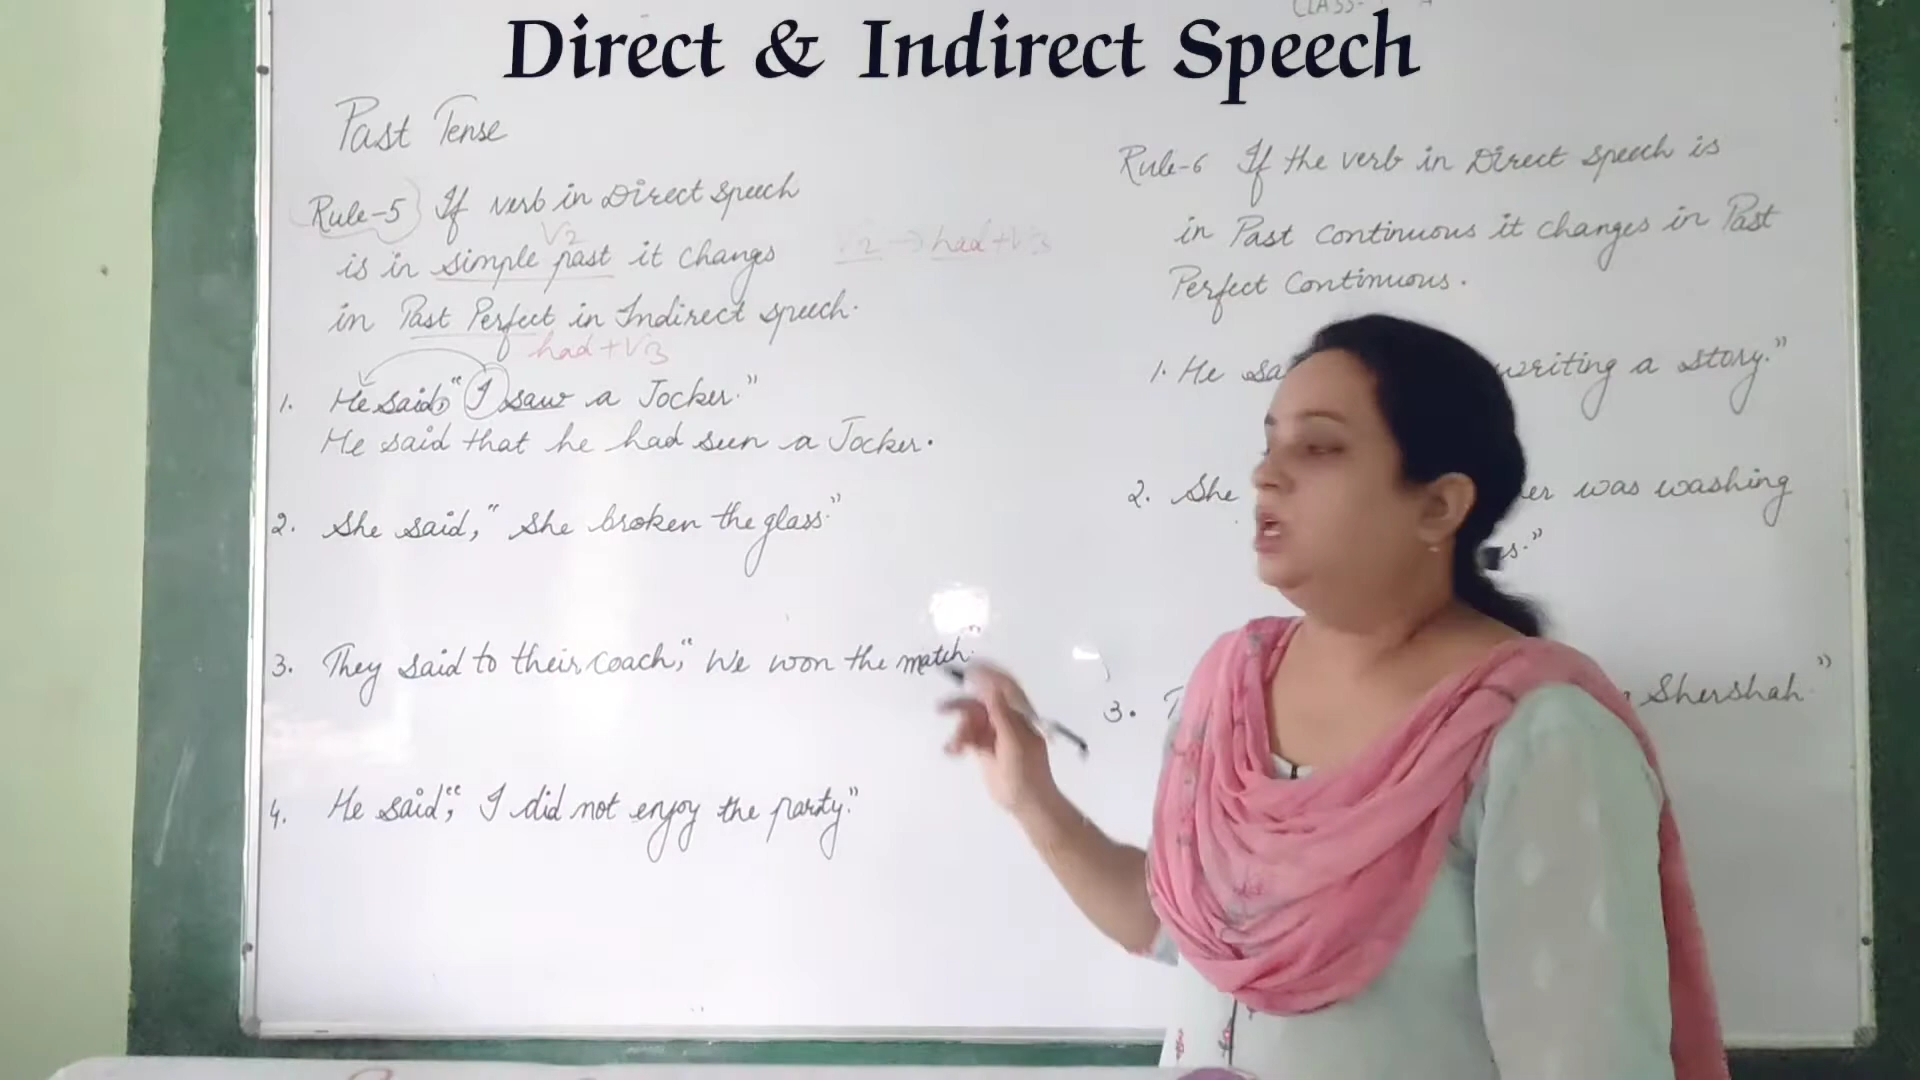 CLASS-
Direct & Indirect Speech
Past Tense
Rule-5 If verb in Direct speech
V2
is in simple past it changes
V2 → had+V3
in Past Perfect in Indirect speech.
had+V3
1. He said, "I saw a Jocker."
He said that he had seen a Jocker.
2. She said, "She broken the glass."
3. They said to their coach, "We won the match."
4. He said, "I did not enjoy the party."
Rule-6 If the verb in Direct speech is
in Past continuous it changes in Past
Perfect Continuous.
1. He writing a story."
2. She was washing
3. Shershah"